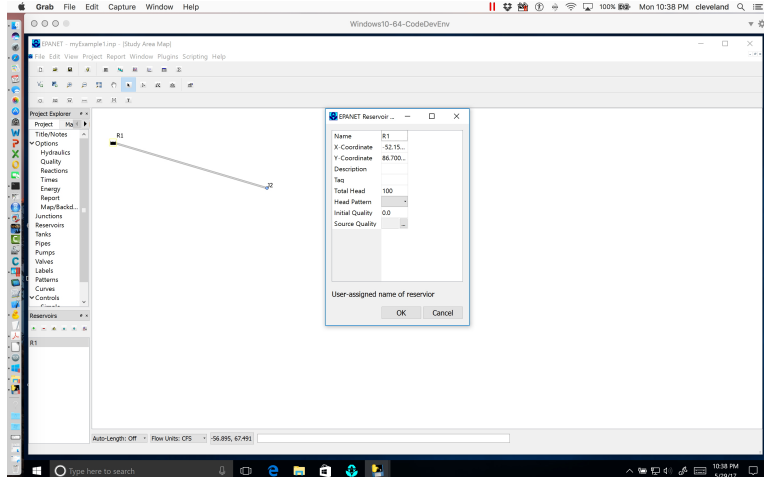 Grab File Edit Capture Window Help 100% Mon 10:38 PM cleveland
Windows10-64-CodeDevEnv
EPANET - myExample1.inp - [Study Area Map]
File Edit View Project Report Window Plugins Scripting Help
Project Explorer
Project Ma
Title/Notes
Options
Hydraulics
Quality
Reactions
Times
Energy
Report
Map/Backd...
Junctions
Reservoirs
Tanks
Pipes
Pumps
Valves
Labels
Patterns
Curves
Controls
Reservoirs
R1
R1
J2
EPANET Reservoir ...
Name R1
X-Coordinate -52.15...
Y-Coordinate 86.700...
Description
Tag
Total Head 100
Head Pattern
Initial Quality 0.0
Source Quality ...
User-assigned name of reservior
OK Cancel
Auto-Length: Off Flow Units: CFS -56.895, 67.491
Type here to search
10:38 PM
5/29/17